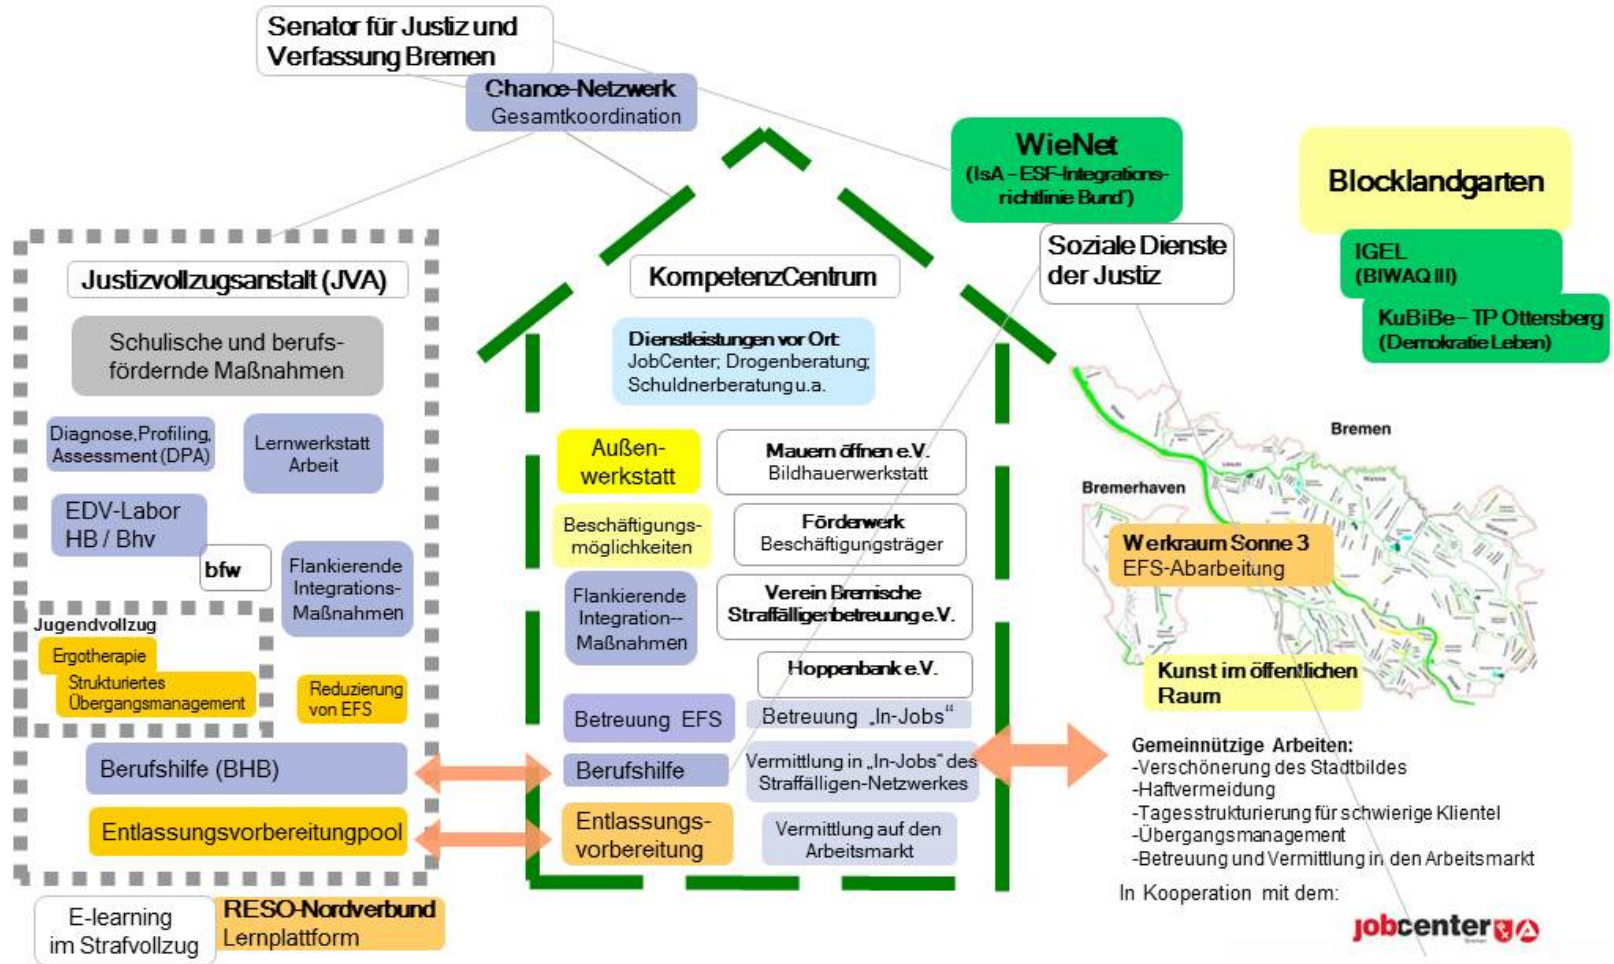 Senator für Justiz und
Verfassung Bremen
Chance-Netzwerk
Gesamtkoordination
WieNet
(IsA – ESF-Integrations-
richtlinie Bund')
Blocklandgarten
IGEL
(BIWAQ III)
KuBiBe – TP Ottersberg
(Demokratie Leben)
Soziale Dienste
der Justiz
Justizvollzugsanstalt (JVA)
Schulische und berufs-
fördernde Maßnahmen
Diagnose, Profiling,
Assessment (DPA)
Lernwerkstatt
Arbeit
EDV-Labor
HB / Bhv
bfw
Flankierende
Integrations-
Maßnahmen
Jugendvollzug
Ergotherapie
Strukturiertes
Übergangsmanagement
Reduzierung
von EFS
Berufshilfe (BHB)
Entlassungsvorbereitungpool
E-learning
im Strafvollzug
RESO-Nordverbund
Lernplattform
KompetenzCentrum
Dienstleistungen vor Ort:
JobCenter; Drogenberatung;
Schuldnerberatung u.a.
Außen-
werkstatt
Mauern öffnen e.V.
Bildhauerwerkstatt
Beschäftigungs-
möglichkeiten
Förderwerk
Beschäftigungsträger
Flankierende
Integration--
Maßnahmen
Verein Bremische
Straffälligenbetreuung e.V.
Hoppenbank e.V.
Betreuung EFS
Betreuung „In-Jobs“
Berufshilfe
Vermittlung in „In-Jobs“ des
Straffälligen-Netzwerkes
Entlassungs-
vorbereitung
Vermittlung auf den
Arbeitsmarkt
Bremen
Bremerhaven
Werkraum Sonne 3
EFS-Abarbeitung
Kunst im öffentlichen
Raum
Gemeinnützige Arbeiten:
-Verschönerung des Stadtbildes
-Haftvermeidung
-Tagesstrukturierung für schwierige Klientel
-Übergangsmanagement
-Betreuung und Vermittlung in den Arbeitsmarkt
In Kooperation mit dem:
jobcenter
Bremen